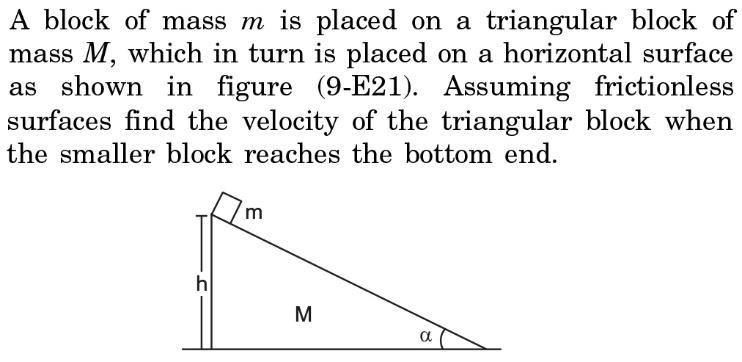 A block of mass m is placed on a triangular block of
mass M, which in turn is placed on a horizontal surface
as shown in figure (9-E21). Assuming frictionless
surfaces find the velocity of the triangular block when
the smaller block reaches the bottom end.
m
h
M
α